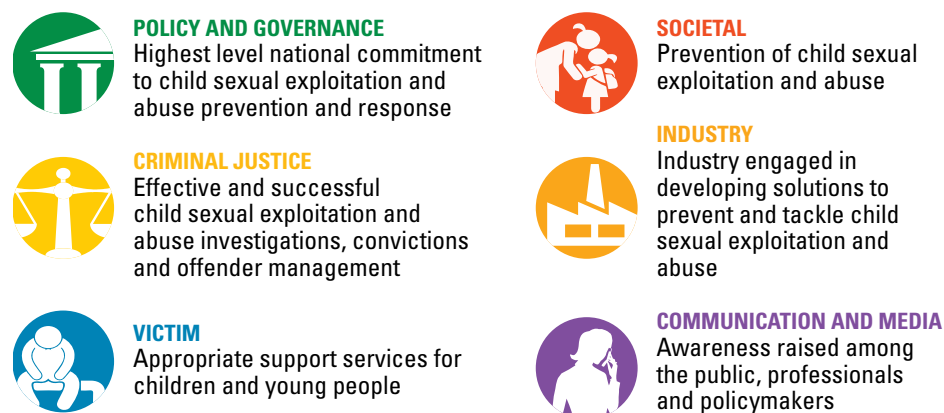 POLICY AND GOVERNANCE
Highest level national commitment
to child sexual exploitation and
abuse prevention and response
CRIMINAL JUSTICE
Effective and successful
child sexual exploitation and
abuse investigations, convictions
and offender management
VICTIM
Appropriate support services for
children and young people
SOCIETAL
Prevention of child sexual
exploitation and abuse
INDUSTRY
Industry engaged in
developing solutions to
prevent and tackle child
sexual exploitation and
abuse
COMMUNICATION AND MEDIA
Awareness raised among
the public, professionals
and policymakers